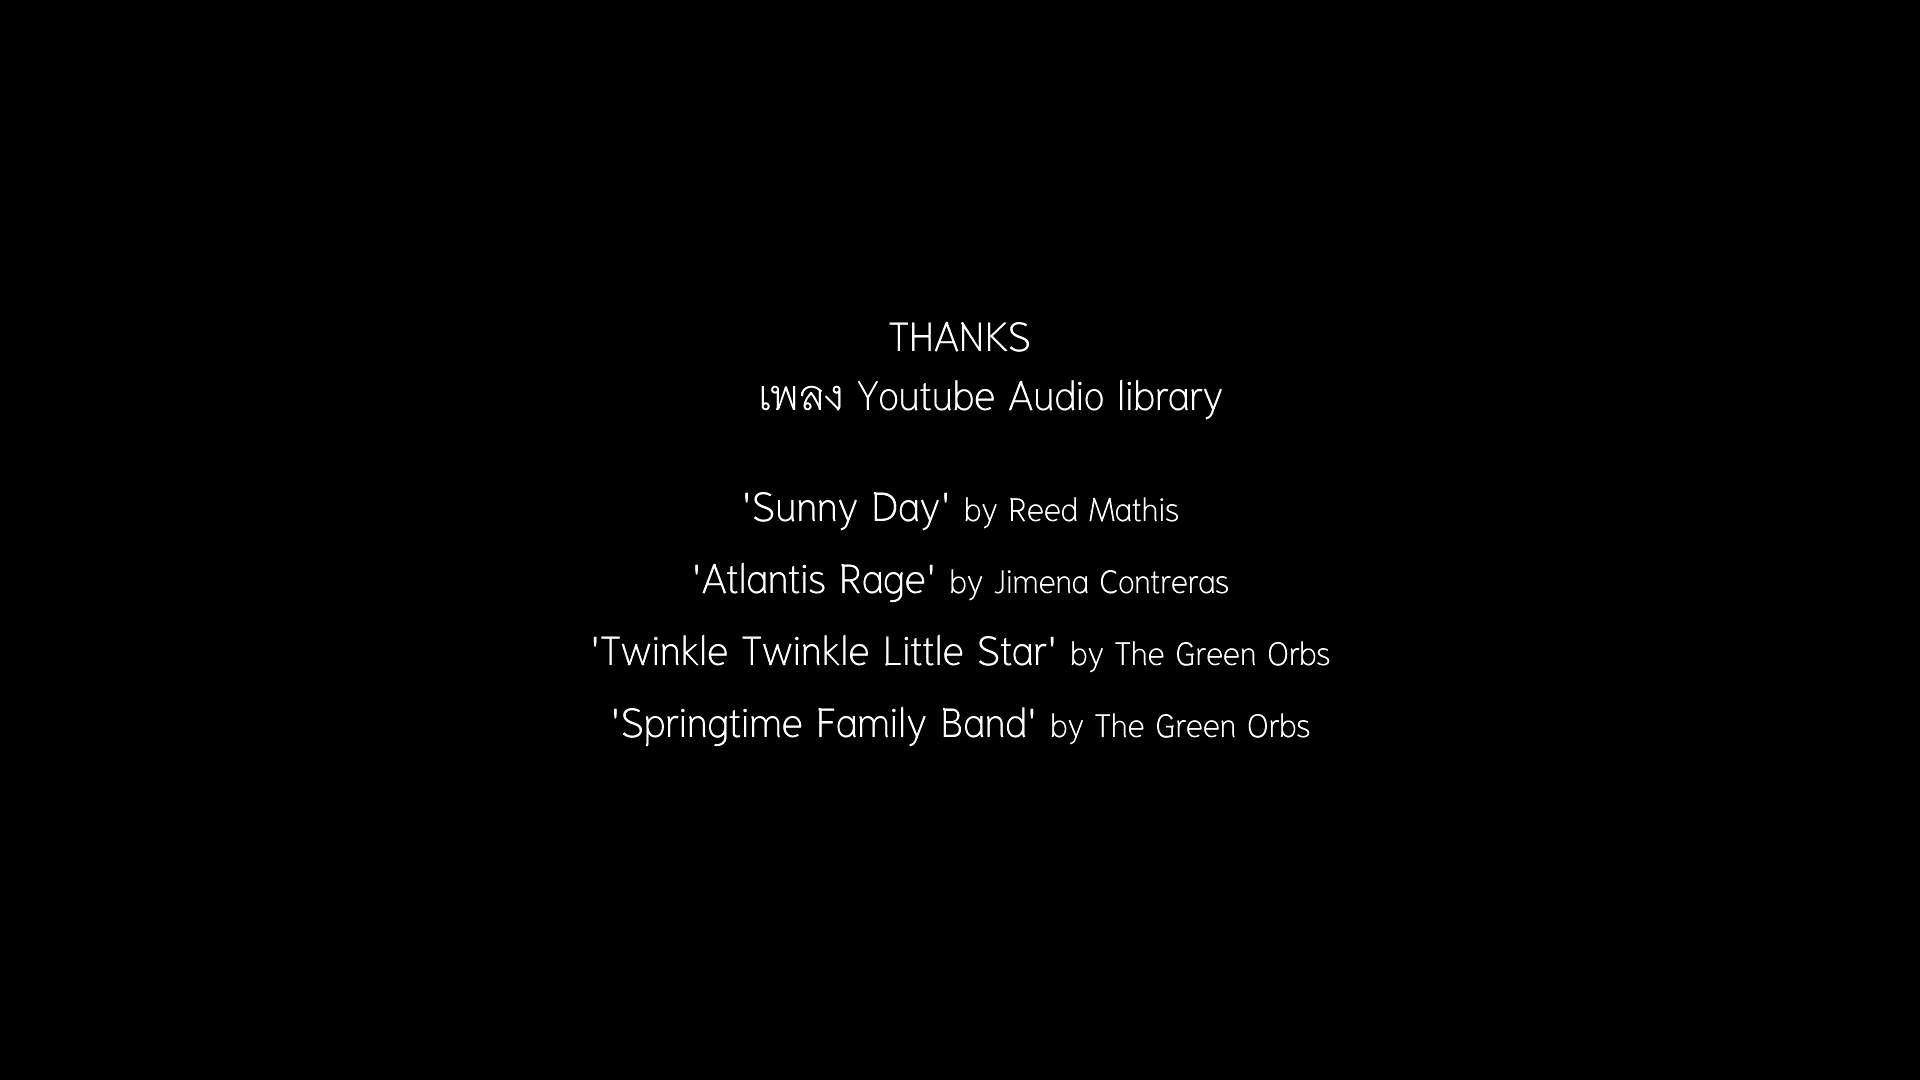 THANKS
เพลง Youtube Audio library
'Sunny Day' by Reed Mathis
'Atlantis Rage' by Jimena Contreras
'Twinkle Twinkle Little Star' by The Green Orbs
'Springtime Family Band' by The Green Orbs